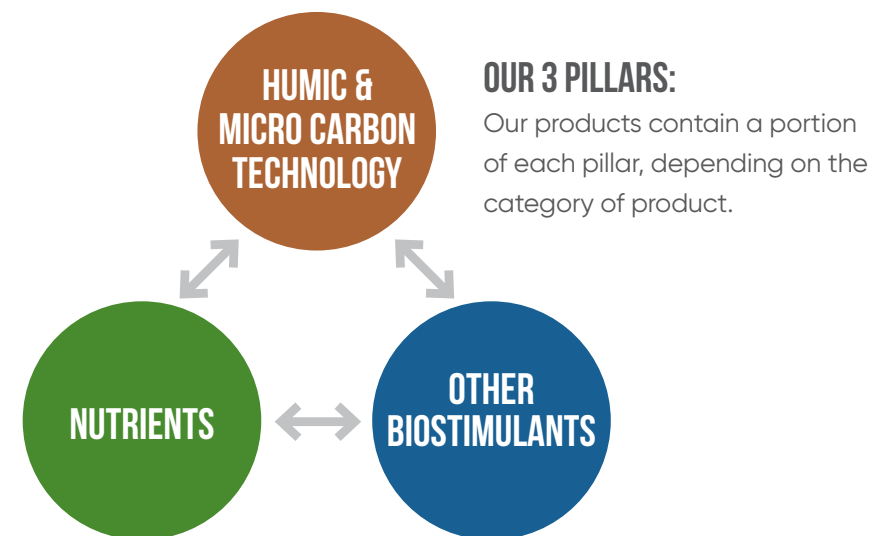 HUMIC &
MICRO CARBON
TECHNOLOGY
OUR 3 PILLARS:
Our products contain a portion
of each pillar, depending on the
category of product.
NUTRIENTS
OTHER
BIOSTIMULANTS